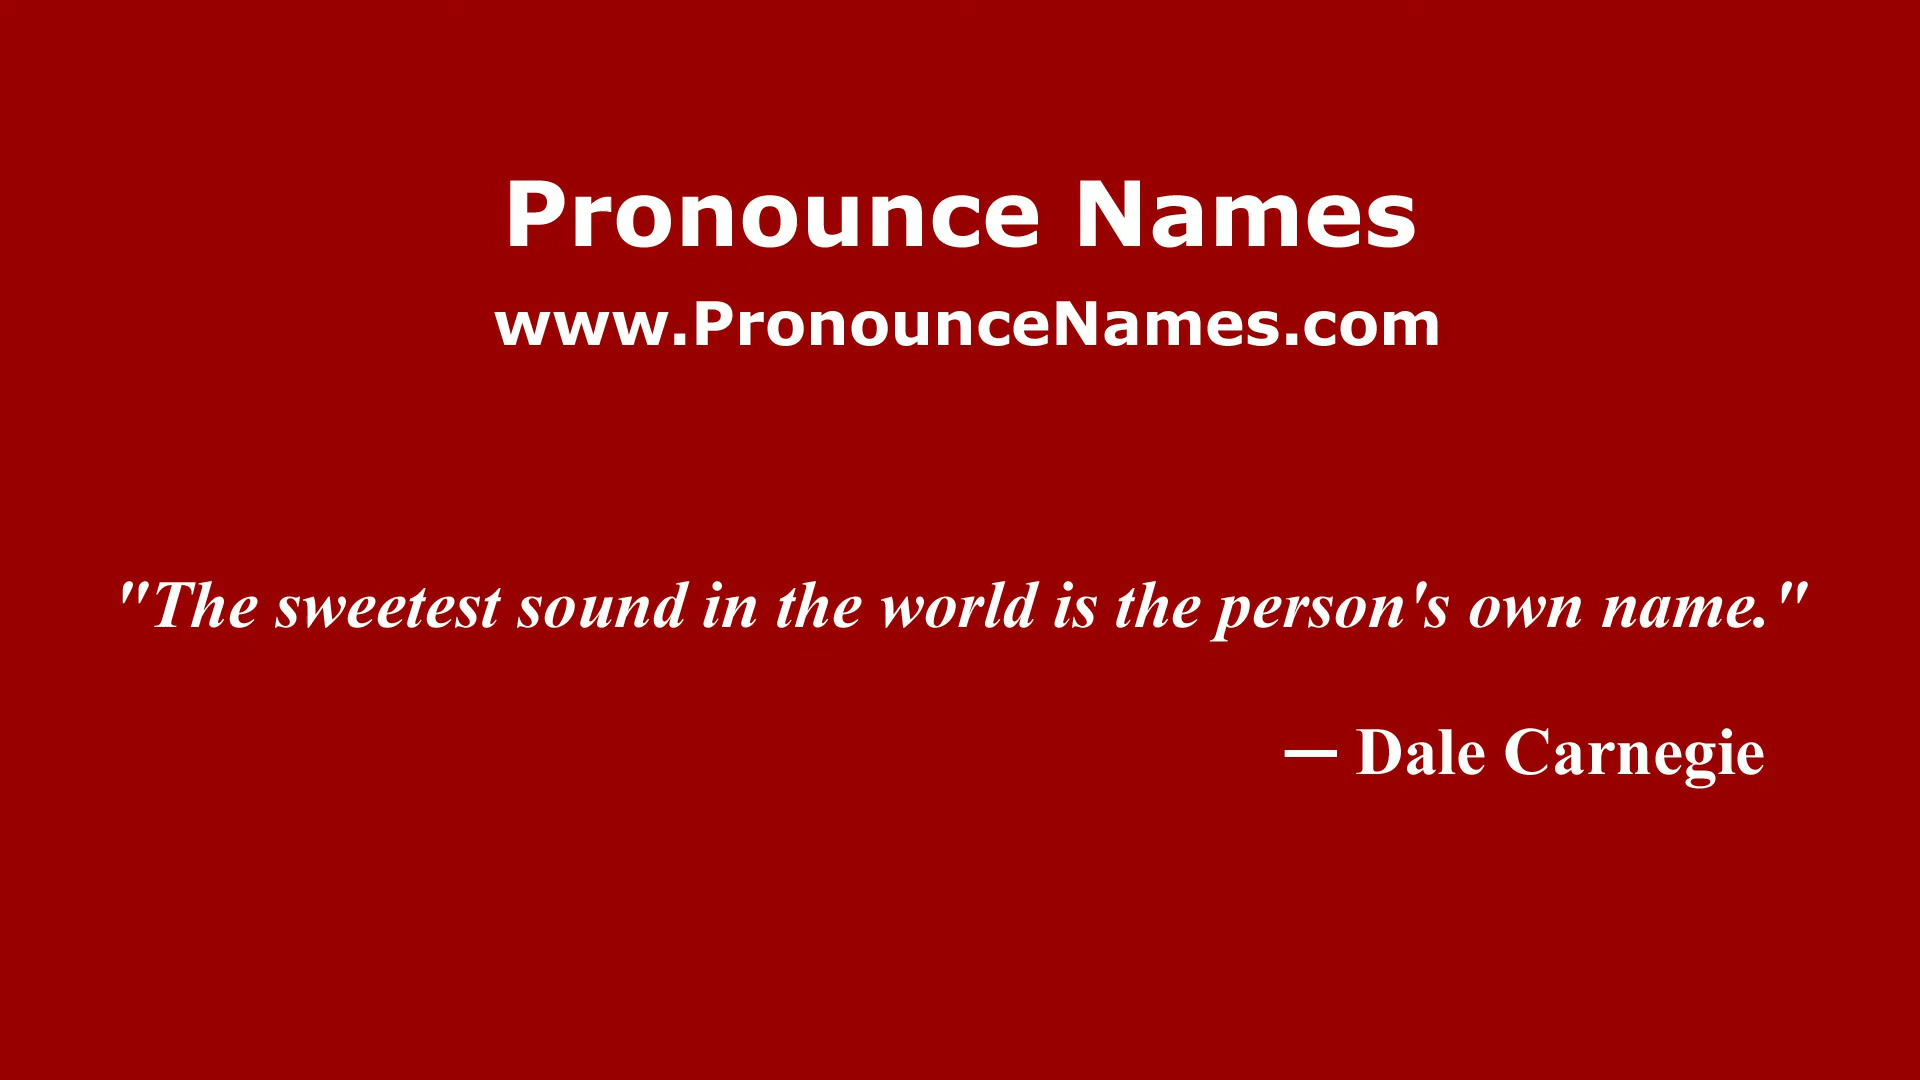 Pronounce Names
www.PronounceNames.com
"The sweetest sound in the world is the person's own name."
— Dale Carnegie